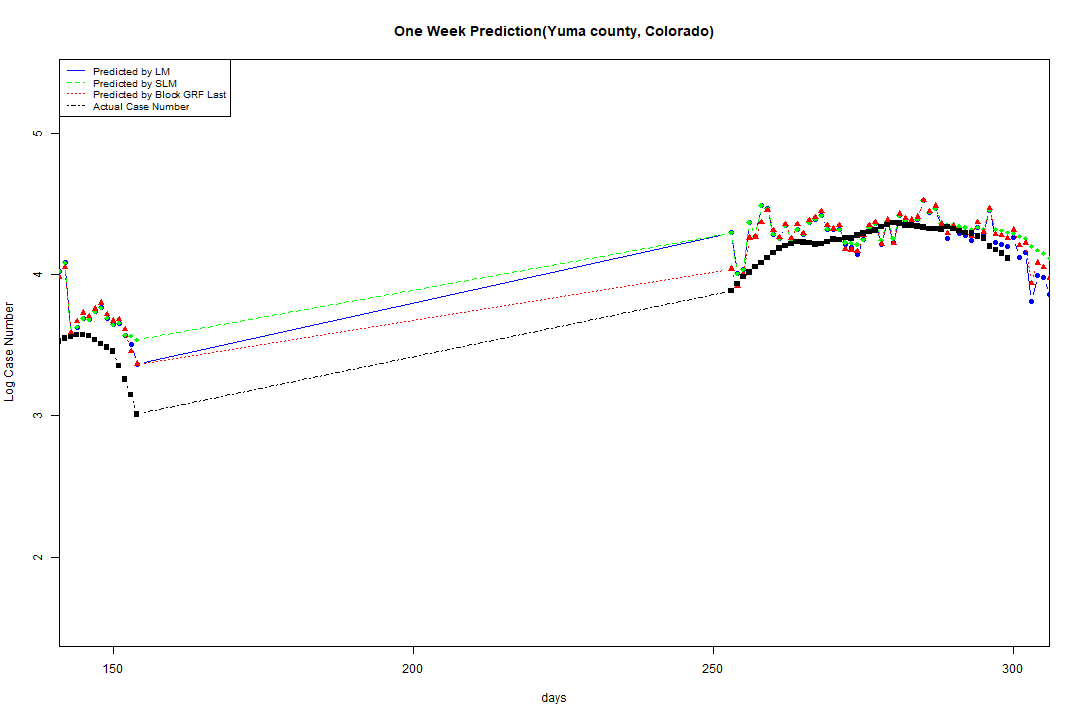 One Week Prediction(Yuma county, Colorado)
Predicted by LM
Predicted by SLM
Predicted by Block GRF Last
Actual Case Number
5
4
3
2
Log Case Number
150
200
250
300
days